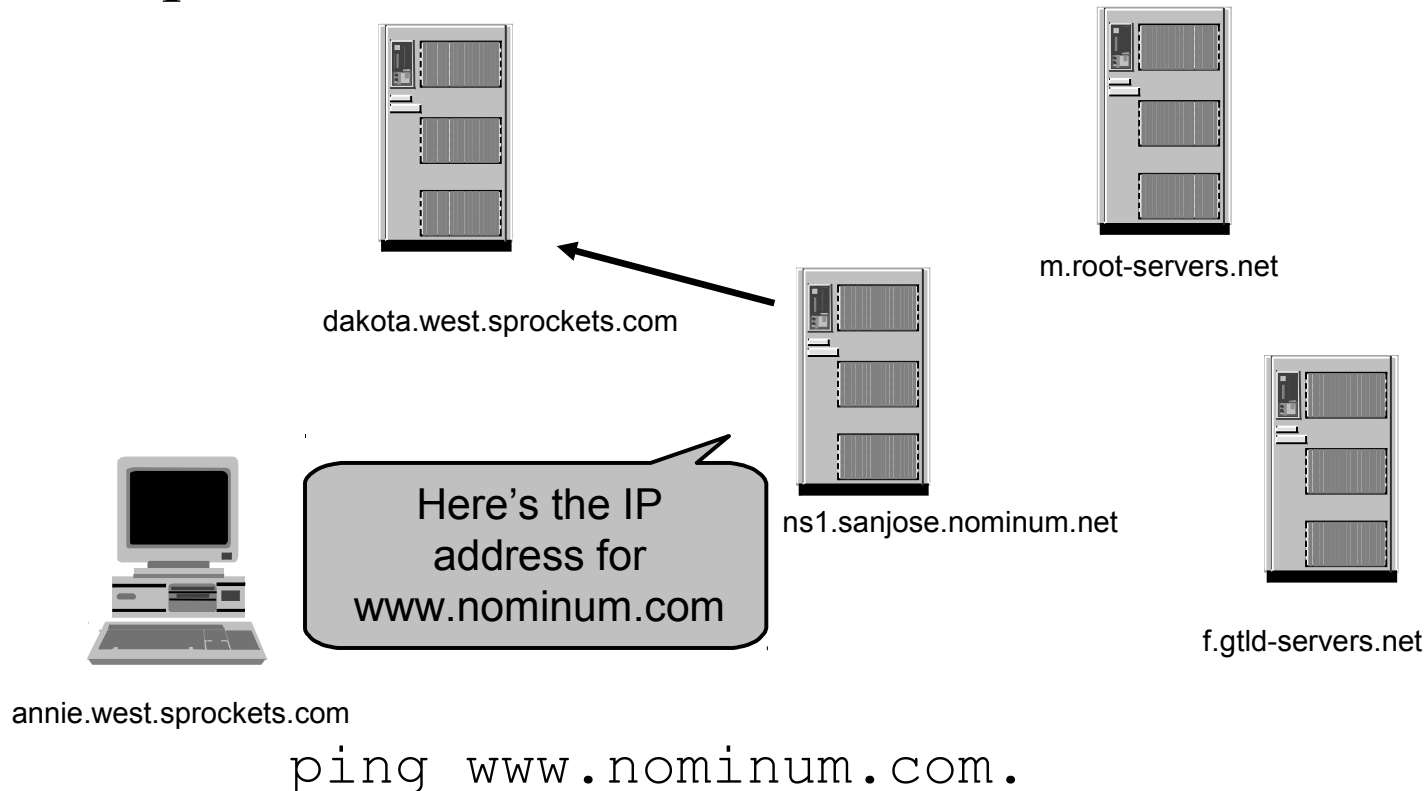 dakota.west.sprockets.com
m.root-servers.net
Here’s the IP
address for
www.nominum.com
ns1.sanjose.nominum.net
f.gtld-servers.net
annie.west.sprockets.com
ping www.nominum.com.